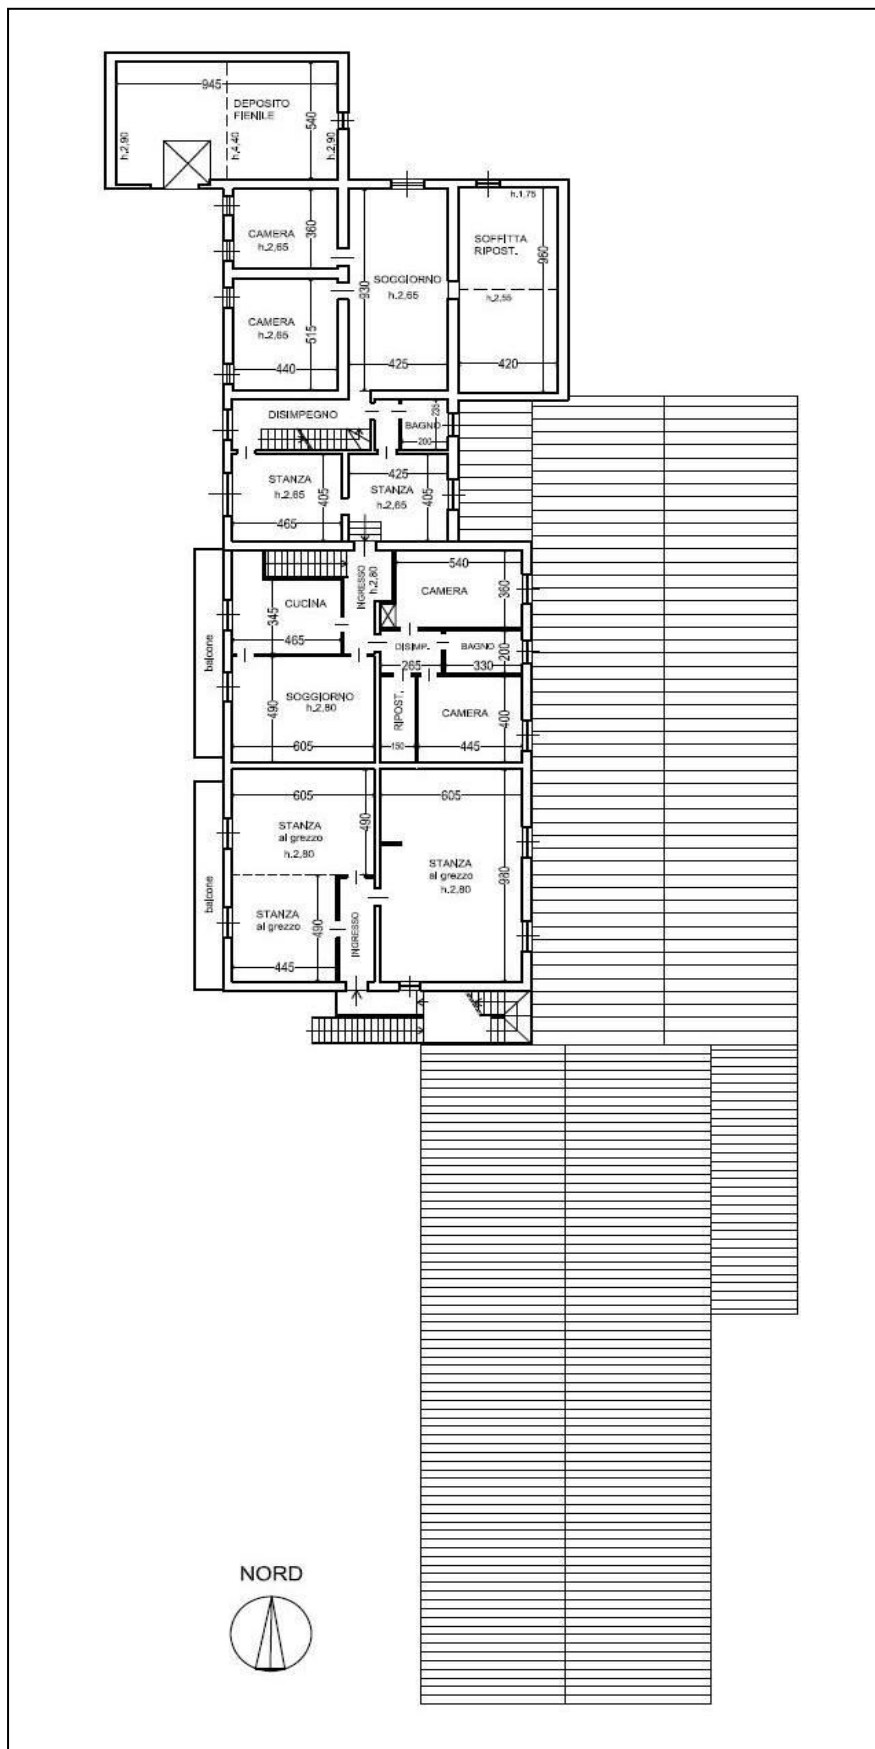 945
DEPOSITO
FIENILE
540
h.2,90
h.4,40
h.2,90
CAMERA
h.2,65
360
SOGGIORNO
h.2,65
930
425
h.1,75
SOFFITTA
RIPOST.
960
h.2,55
420
CAMERA
h.2,65
515
440
DISIMPEGNO
BAGNO
235
200
STANZA
h.2,65
405
465
425
STANZA
h.2,65
405
INGRESSO
h.2,80
540
CAMERA
360
CUCINA
345
465
balcone
DISIMP.
265
BAGNO
330
200
SOGGIORNO
h.2,80
490
605
RIPOST.
150
CAMERA
400
445
605
STANZA
al grezzo
h.2,80
490
605
STANZA
al grezzo
h.2,80
980
balcone
STANZA
al grezzo
490
445
INGRESSO
NORD